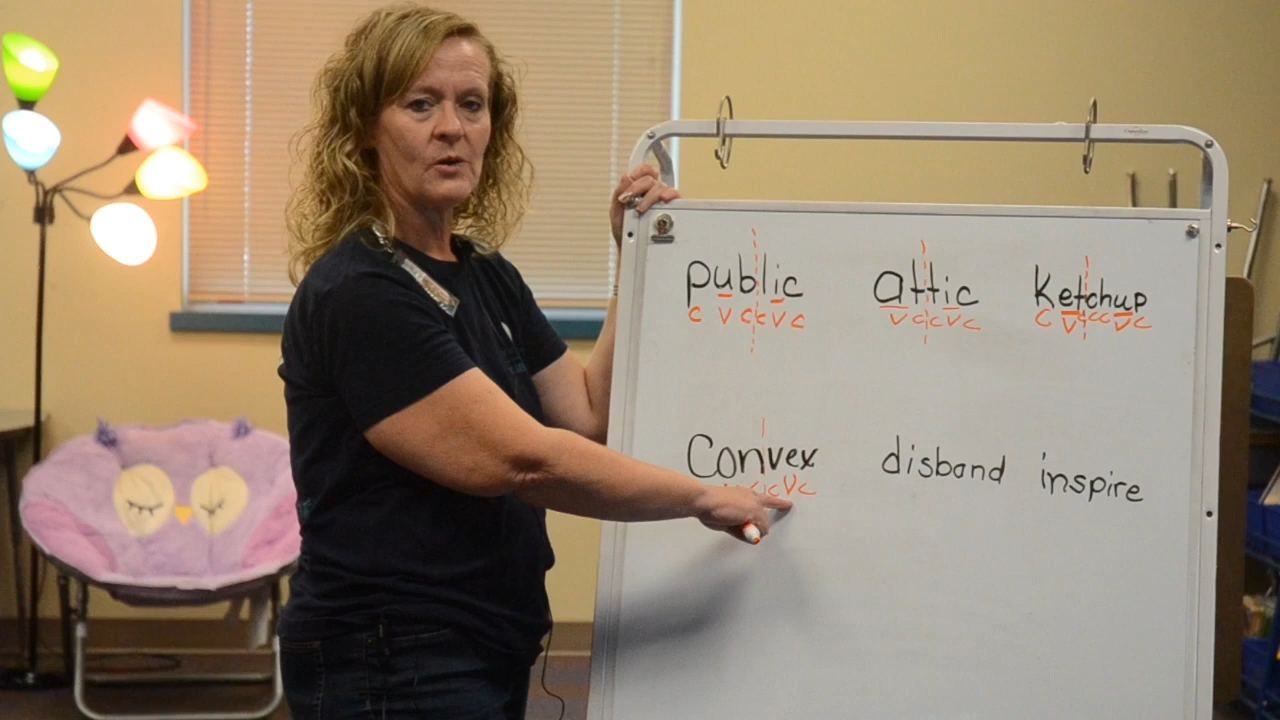 public attic Ketchup
C V C C V C V C C V C C V C C C V C
Convex disband inspire
C V C